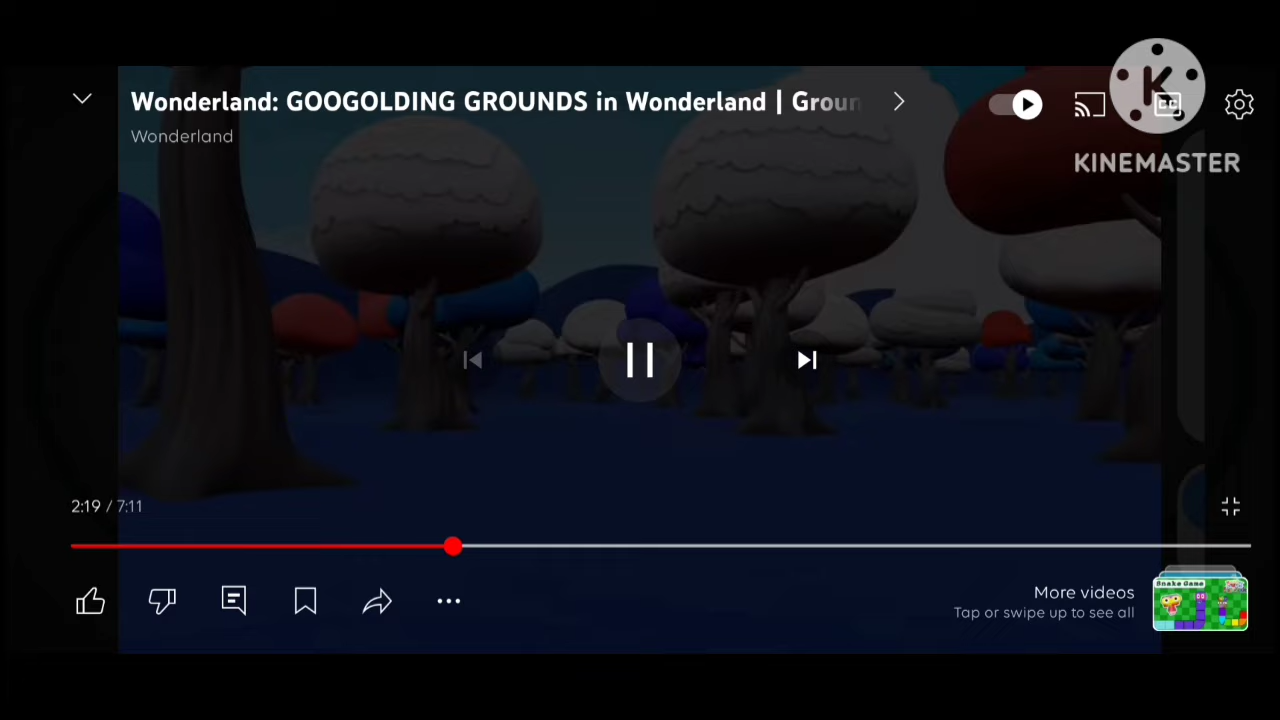 Wonderland: GOOGOLDING GROUNDS in Wonderland | Groun
Wonderland
K
CC
KINEMASTER
2:19 / 7:11
More videos
Tap or swipe up to see all
Snake Game